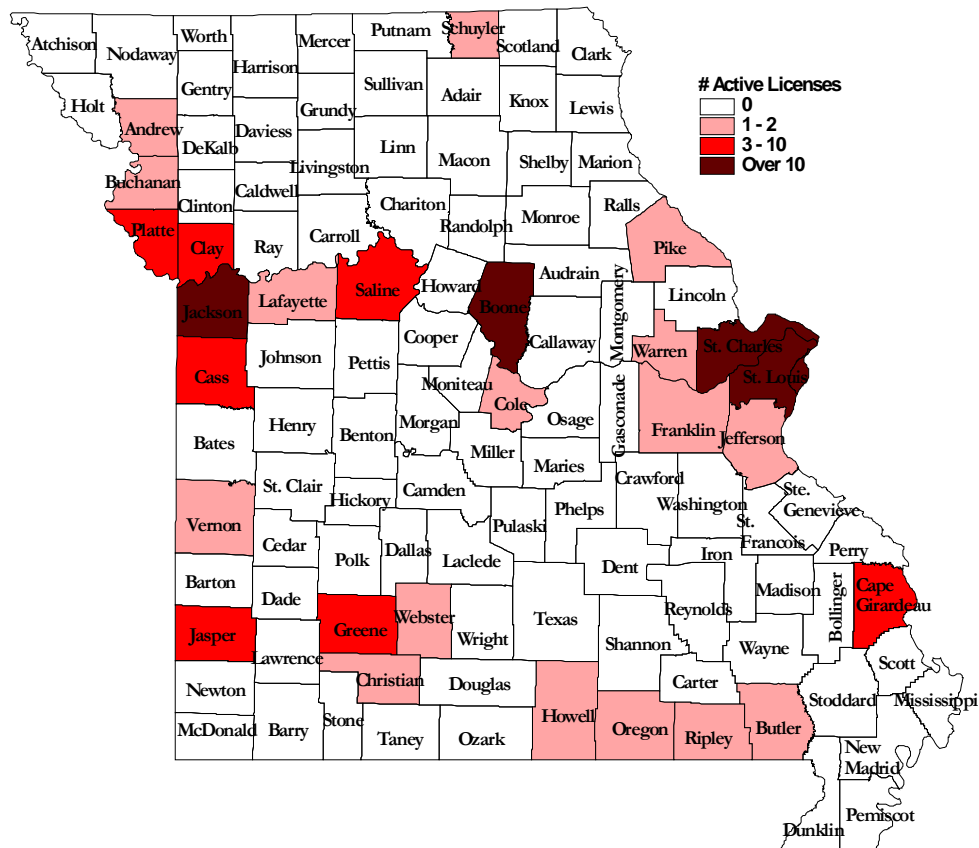 Atchison
Nodaway
Worth
Mercer
Putnam
Schuyler
Scotland
Clark
Harrison
Gentry
Sullivan
Adair
Knox
Lewis
Holt
Grundy
Andrew
Daviess
DeKalb
Linn
Macon
Shelby
Marion
Livingston
Buchanan
Caldwell
Clinton
Chariton
Ralls
Monroe
Randolph
Platte
Clay
Ray
Carroll
Pike
Audrain
Howard
Lincoln
Saline
Lafayette
Boone
Jackson
Montgomery
Callaway
Cooper
Warren
St. Charles
Johnson
Pettis
Cass
St. Louis
Moniteau
Cole
Osage
Gasconade
Franklin
Jefferson
Morgan
Henry
Benton
Bates
Miller
Maries
Crawford
St. Clair
Camden
Hickory
Washington
Ste.
Genevieve
Phelps
Pulaski
Vernon
St.
Francois
Cedar
Dallas
Polk
Laclede
Iron
Perry
Dent
Barton
Madison
Cape
Girardeau
Dade
Bollinger
Reynolds
Webster
Texas
Greene
Jasper
Wright
Shannon
Wayne
Lawrence
Scott
Christian
Douglas
Carter
Newton
Stoddard
Mississippi
Howell
Stone
McDonald
Barry
Taney
Ozark
Oregon
Ripley
Butler
New
Madrid
Pemiscot
Dunklin
# Active Licenses
0
1 - 2
3 - 10
Over 10